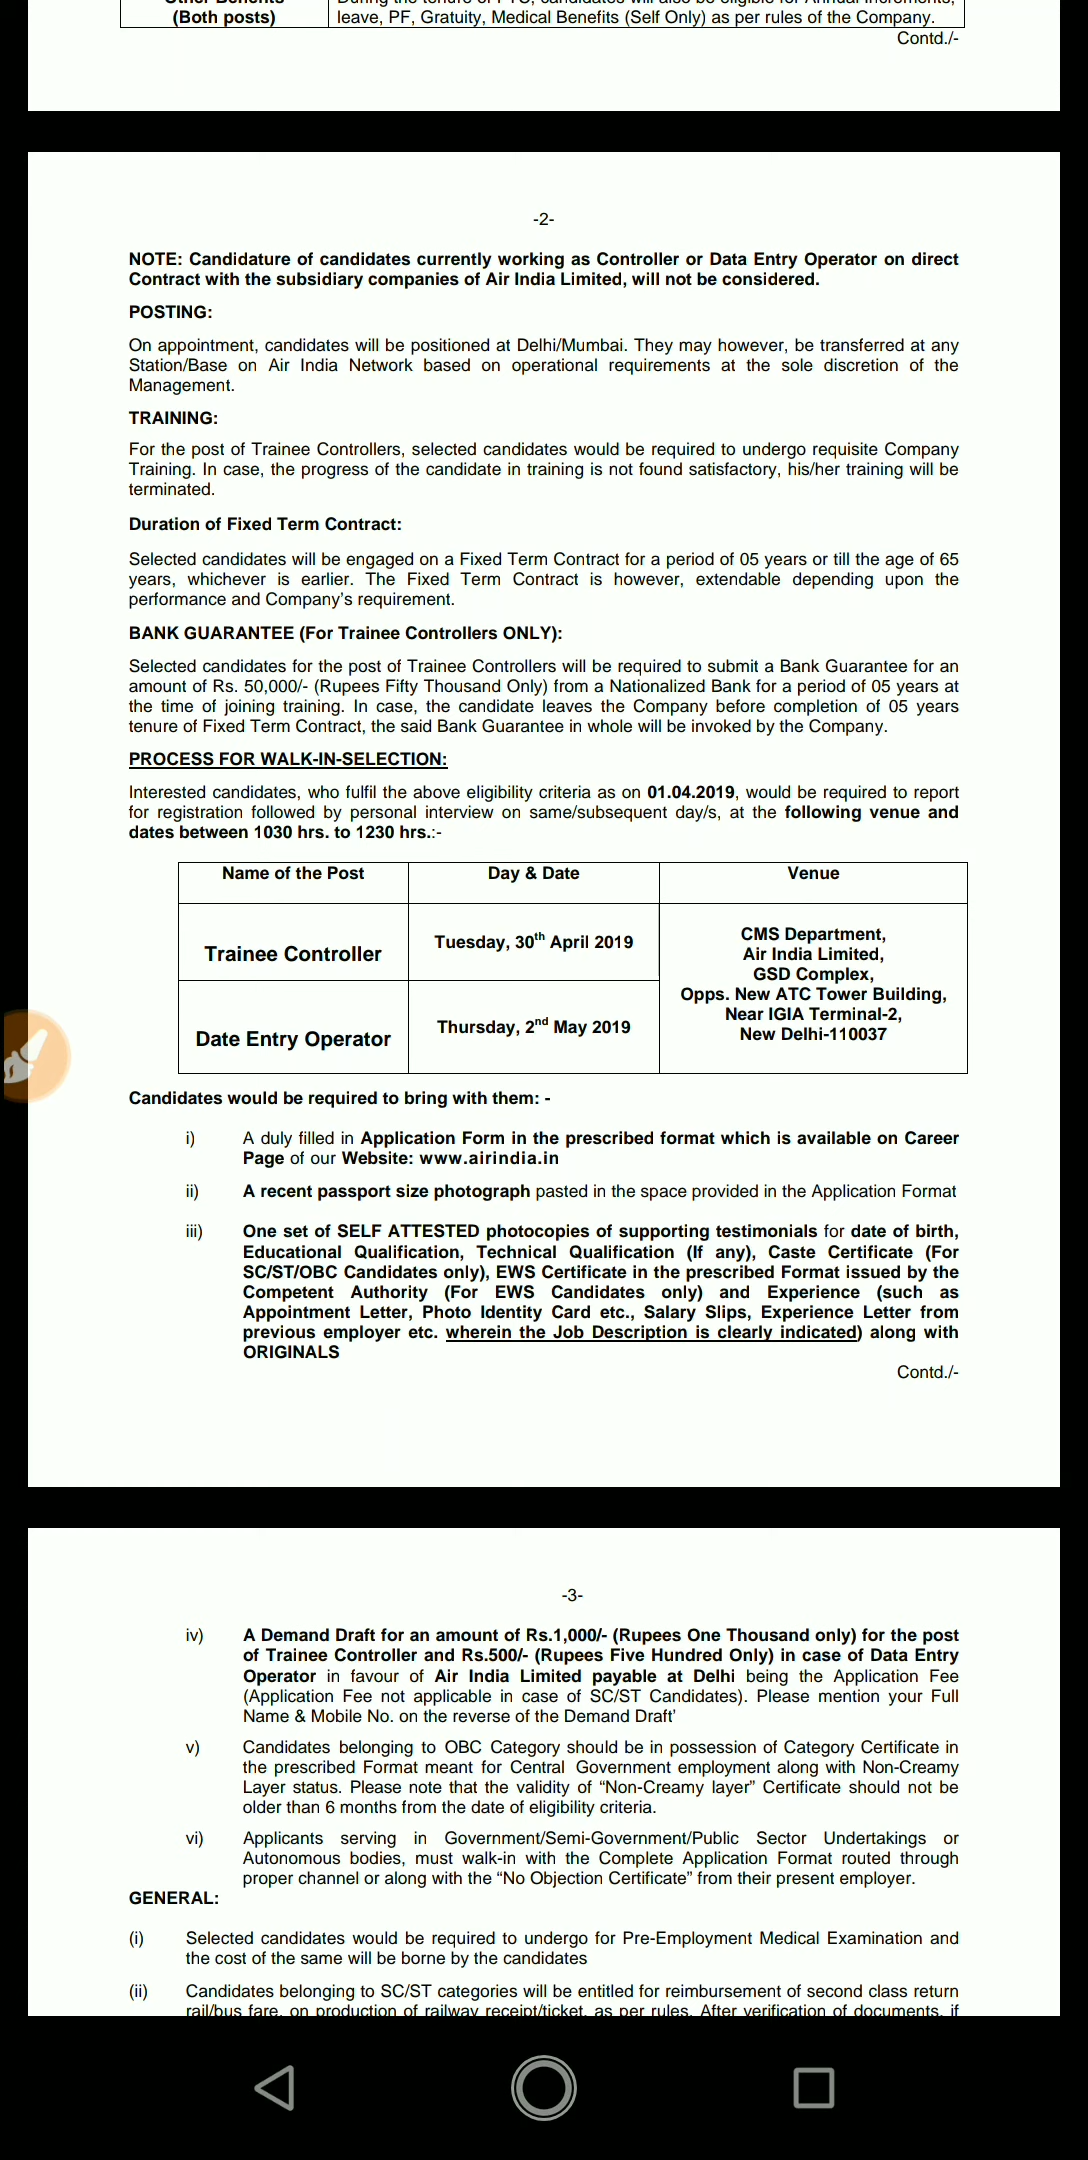 (Both posts)
leave, PF, Gratuity, Medical Benefits (Self Only) as per rules of the Company.
Contd./-
-2-
NOTE: Candidature of candidates currently working as Controller or Data Entry Operator on direct
Contract with the subsidiary companies of Air India Limited, will not be considered.
POSTING:
On appointment, candidates will be positioned at Delhi/Mumbai. They may however, be transferred at any
Station/Base on Air India Network based on operational requirements at the sole discretion of the
Management.
TRAINING:
For the post of Trainee Controllers, selected candidates would be required to undergo requisite Company
Training. In case, the progress of the candidate in training is not found satisfactory, his/her training will be
terminated.
Duration of Fixed Term Contract:
Selected candidates will be engaged on a Fixed Term Contract for a period of 05 years or till the age of 65
years, whichever is earlier. The Fixed Term Contract is however, extendable depending upon the
performance and Company's requirement.
BANK GUARANTEE (For Trainee Controllers ONLY):
Selected candidates for the post of Trainee Controllers will be required to submit a Bank Guarantee for an
amount of Rs. 50,000/- (Rupees Fifty Thousand Only) from a Nationalized Bank for a period of 05 years at
the time of joining training. In case, the candidate leaves the Company before completion of 05 years
tenure of Fixed Term Contract, the said Bank Guarantee in whole will be invoked by the Company.
PROCESS FOR WALK-IN-SELECTION:
Interested candidates, who fulfil the above eligibility criteria as on 01.04.2019, would be required to report
for registration followed by personal interview on same/subsequent day/s, at the following venue and
dates between 1030 hrs. to 1230 hrs.:-
Name of the Post Day & Date Venue
Trainee Controller
Tuesday, 30th April 2019
Date Entry Operator
Thursday, 2nd May 2019
CMS Department,
Air India Limited,
GSD Complex,
Opps. New ATC Tower Building,
Near IGIA Terminal-2,
New Delhi-110037
Candidates would be required to bring with them: -
i) A duly filled in Application Form in the prescribed format which is available on Career
Page of our Website: www.airindia.in
ii) A recent passport size photograph pasted in the space provided in the Application Format
iii) One set of SELF ATTESTED photocopies of supporting testimonials for date of birth,
Educational Qualification, Technical Qualification (If any), Caste Certificate (For
SC/ST/OBC Candidates only), EWS Certificate in the prescribed Format issued by the
Competent Authority (For EWS Candidates only) and Experience (such as
Appointment Letter, Photo Identity Card etc., Salary Slips, Experience Letter from
previous employer etc. wherein the Job Description is clearly indicated) along with
ORIGINALS
Contd./-
-3-
iv) A Demand Draft for an amount of Rs.1,000/- (Rupees One Thousand only) for the post
of Trainee Controller and Rs.500/- (Rupees Five Hundred Only) in case of Data Entry
Operator in favour of Air India Limited payable at Delhi being the Application Fee
(Application Fee not applicable in case of SC/ST Candidates). Please mention your Full
Name & Mobile No. on the reverse of the Demand Draft'
v) Candidates belonging to OBC Category should be in possession of Category Certificate in
the prescribed Format meant for Central Government employment along with Non-Creamy
Layer status. Please note that the validity of “Non-Creamy layer” Certificate should not be
older than 6 months from the date of eligibility criteria.
vi) Applicants serving in Government/Semi-Government/Public Sector Undertakings or
Autonomous bodies, must walk-in with the Complete Application Format routed through
proper channel or along with the “No Objection Certificate” from their present employer.
GENERAL:
(i) Selected candidates would be required to undergo for Pre-Employment Medical Examination and
the cost of the same will be borne by the candidates
(ii) Candidates belonging to SC/ST categories will be entitled for reimbursement of second class return
rail/bus fare, on production of railway receipt/ticket, as per rules. After verification of documents, if